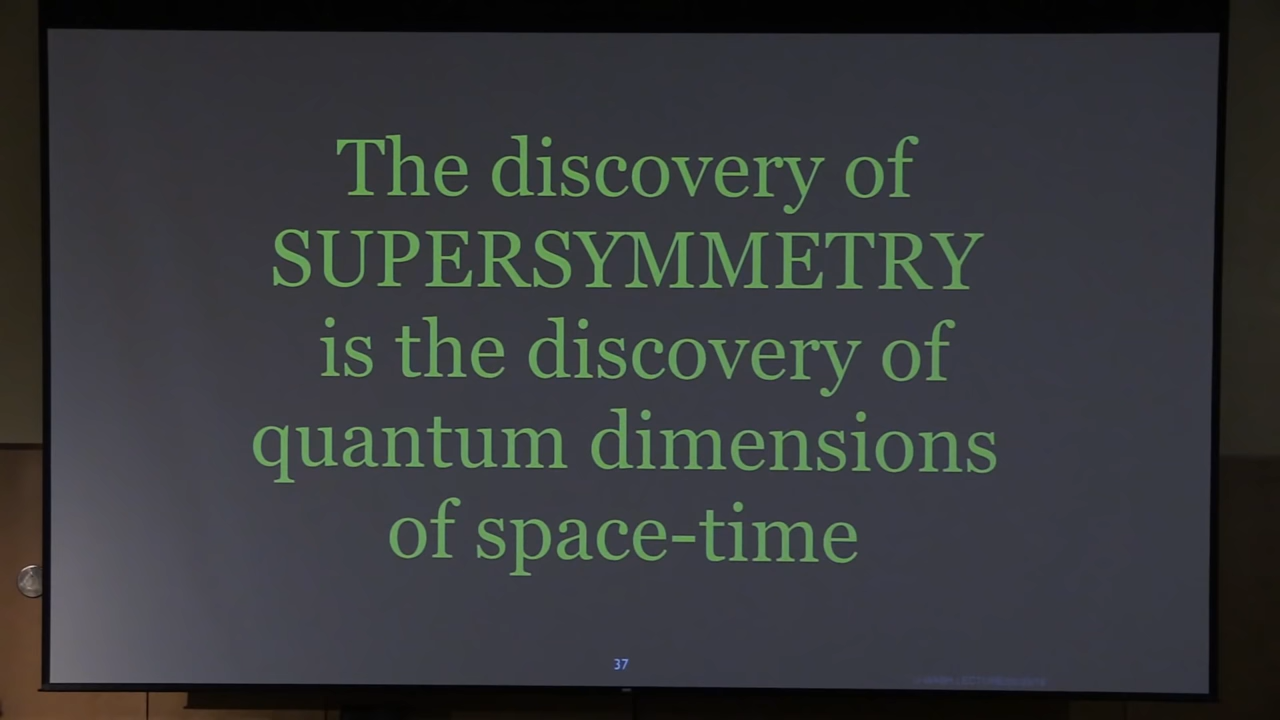 The discovery of
SUPERSYMMETRY
is the discovery of
quantum dimensions
of space-time
37